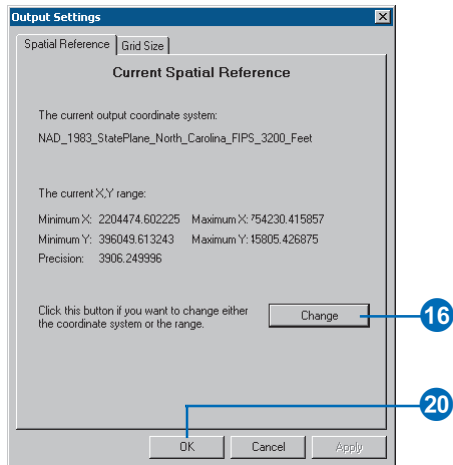 Output Settings
Spatial Reference Grid Size
Current Spatial Reference
The current output coordinate system:
NAD_1983_StatePlane_North_Carolina_FIPS_3200_Feet
The current X,Y range:
Minimum X: 2204474.602225 Maximum X: 754230.415857
Minimum Y: 396049.613243 Maximum Y: 15805.426875
Precision: 3906.249996
Click this button if you want to change either
the coordinate system or the range.
Change
16
20
OK Cancel Apply